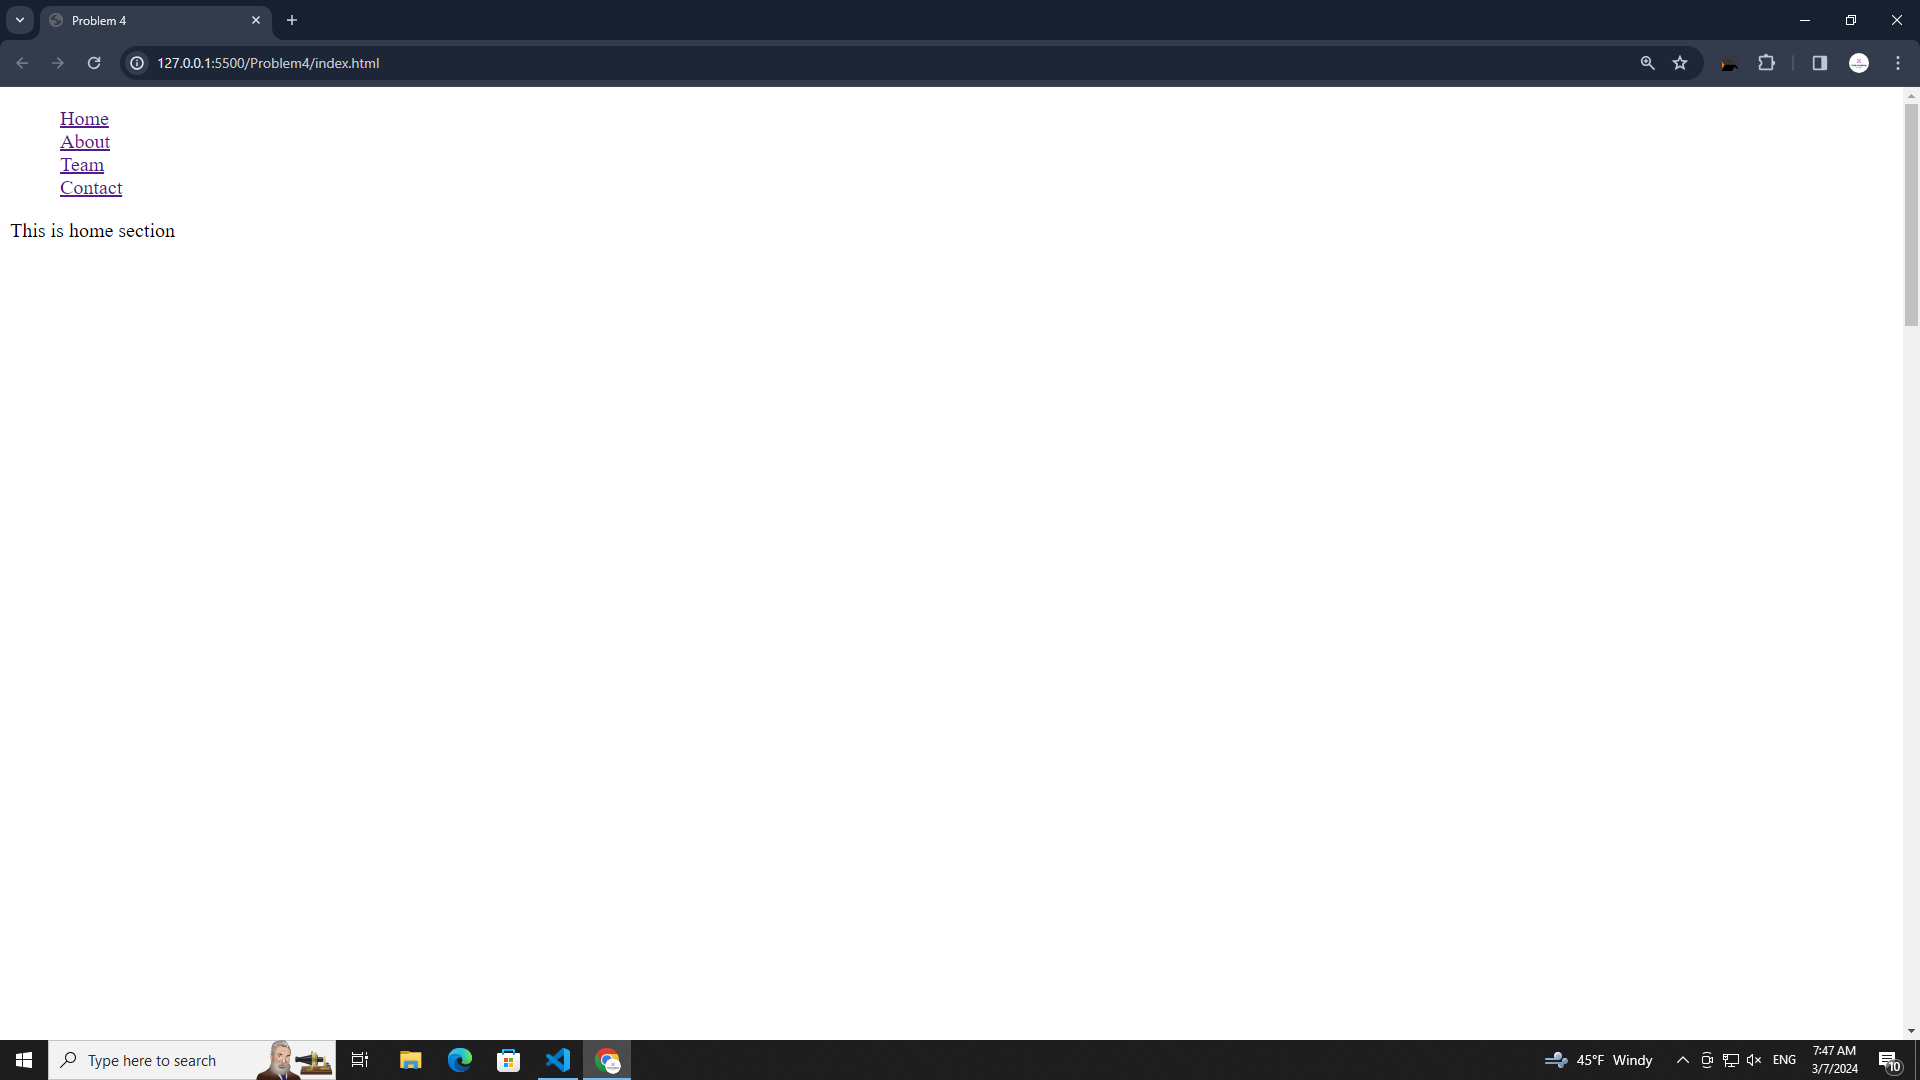 Problem 4
127.0.0.1:5500/Problem4/index.html
Home
About
Team
Contact
This is home section
Type here to search
45°F Windy
ENG
7:47 AM
3/7/2024
10